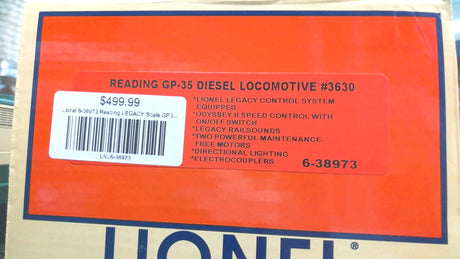 READING GP-35 DIESEL LOCOMOTIVE #3630
$499.99
Lionel 6-38973 Reading LEGACY Scale GP3...
LNL6-38973
*LIONEL LEGACY CONTROL SYSTEM
EQUIPPED
*ODYSSEY II SPEED CONTROL WITH
ON/OFF SWITCH
*LEGACY RAILSOUNDS
*TWO POWERFUL MAINTENANCE-
FREE MOTORS
*DIRECTIONAL LIGHTING
*ELECTROCOUPLERS
6-38973
LIONEL®